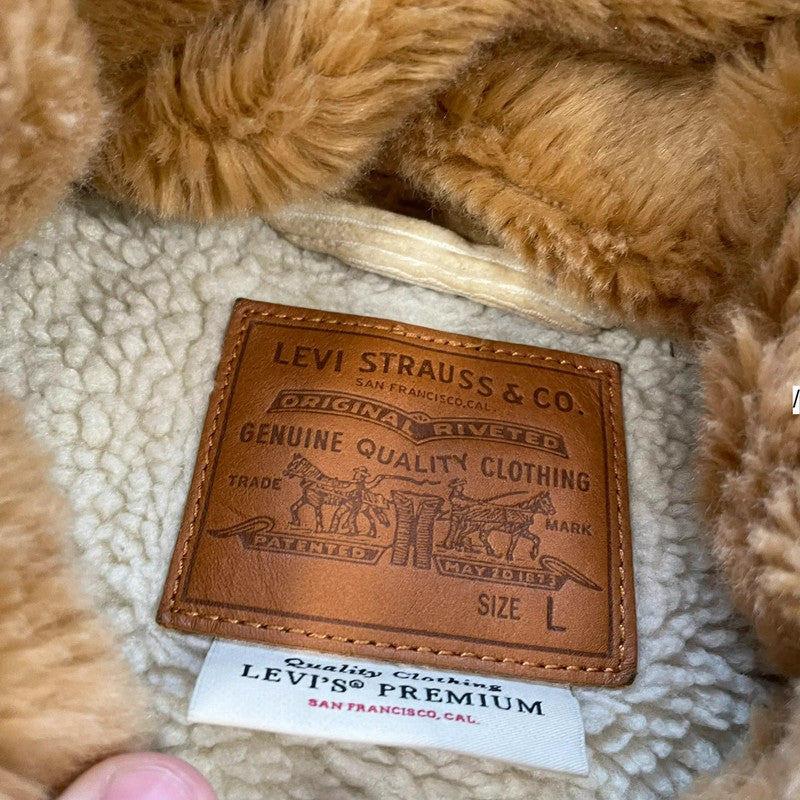 LEVI STRAUSS & CO.
SAN FRANCISCO, CAL.
ORIGINAL® RIVETED
GENUINE QUALITY CLOTHING
TRADE MARK
PATENTED MAY 20 1873
SIZE L
Quality Clothing
LEVI'S® PREMIUM
SAN FRANCISCO, CAL.